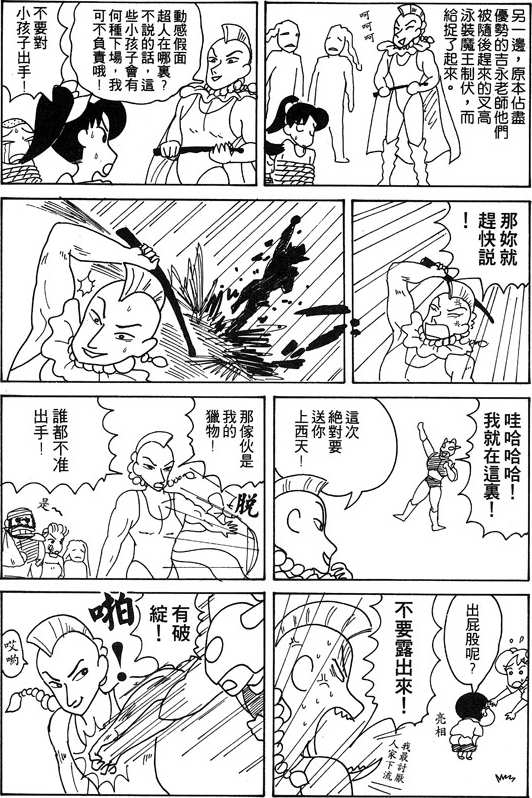 另一邊，原本佔盡
優勢的吉永老師他們
被隨後趕來的叉高
泳裝魔王制伏，而
給捉了起來。
呵呵呵
動感假面
超人在哪裏？
不說的話，這
些小孩子會有
何種下場，我
可不負責哦！
不要對
小孩子出手！
那妳就
趕快說
！
哇哈哈哈！
我就在這裏！
這次
絕對要
送你
上西天！
那傢伙是
我的
獵物！
誰都不准
出手！
脫
是
出屁股呢？
亮相
不要露出來！
我最討厭
人家下流
有破
綻！
啪！
哎喲